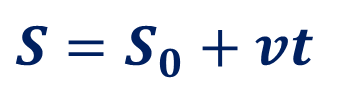 S = S₀ + vt